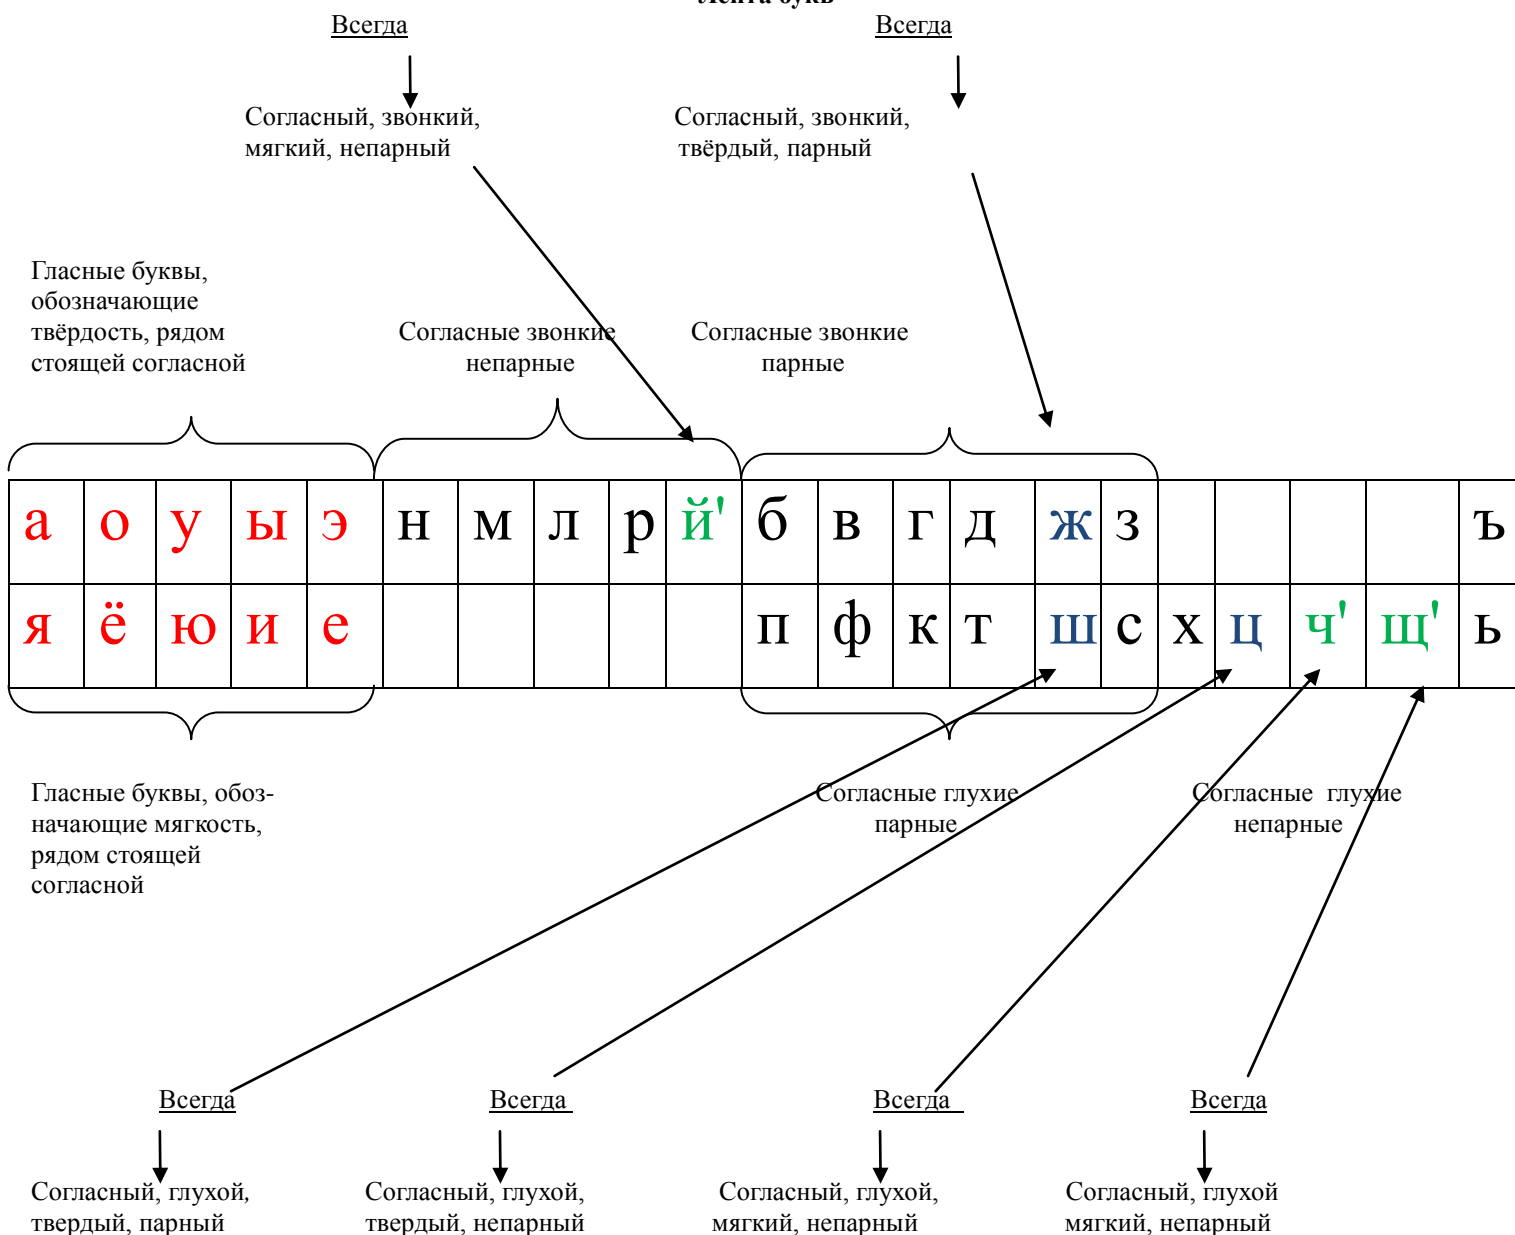 Лента букв
Всегда Всегда
Согласный, звонкий,
мягкий, непарный
Согласный, звонкий,
твёрдый, парный
Гласные буквы,
обозначающие
твёрдость, рядом
стоящей согласной
Согласные звонкие
непарные
Согласные звонкие
парные
а о у ы э н м л р й' б в г д ж з ъ
я ё ю и е п ф к т ш с х ц ч' щ' ь
Гласные буквы, обоз-
начающие мягкость,
рядом стоящей
согласной
Согласные глухие
парные
Согласные глухие
непарные
Всегда Всегда Всегда Всегда
Согласный, глухой,
твердый, парный
Согласный, глухой,
твердый, непарный
Согласный, глухой,
мягкий, непарный
Согласный, глухой
мягкий, непарный